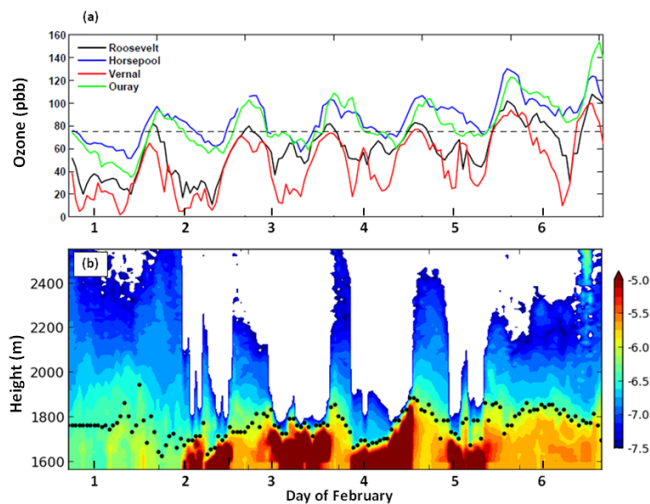 (a)
160
140
120
100
80
60
40
20
0
Ozone (pbb)
Roosevelt
Horsepool
Vernal
Ouray
1 2 3 4 5 6
(b)
2400
2200
2000
1800
1600
Height (m)
-5.0
-5.5
-6.0
-6.5
-7.0
-7.5
1 2 3 4 5 6
Day of February